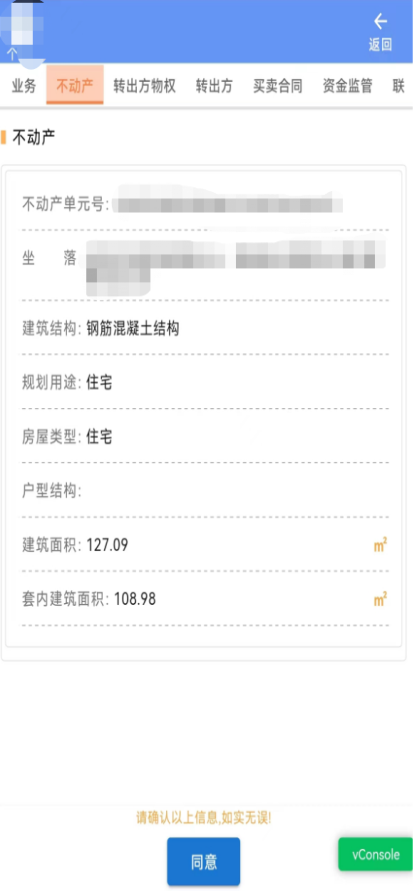 个
返回
业务 不动产 转出方物权 转出方 买卖合同 资金监管 联
不动产
不动产单元号:
坐 落
建筑结构: 钢筋混凝土结构
规划用途: 住宅
房屋类型: 住宅
户型结构:
建筑面积: 127.09 m²
套内建筑面积: 108.98 m²
请确认以上信息,如实无误!
同意
vConsole